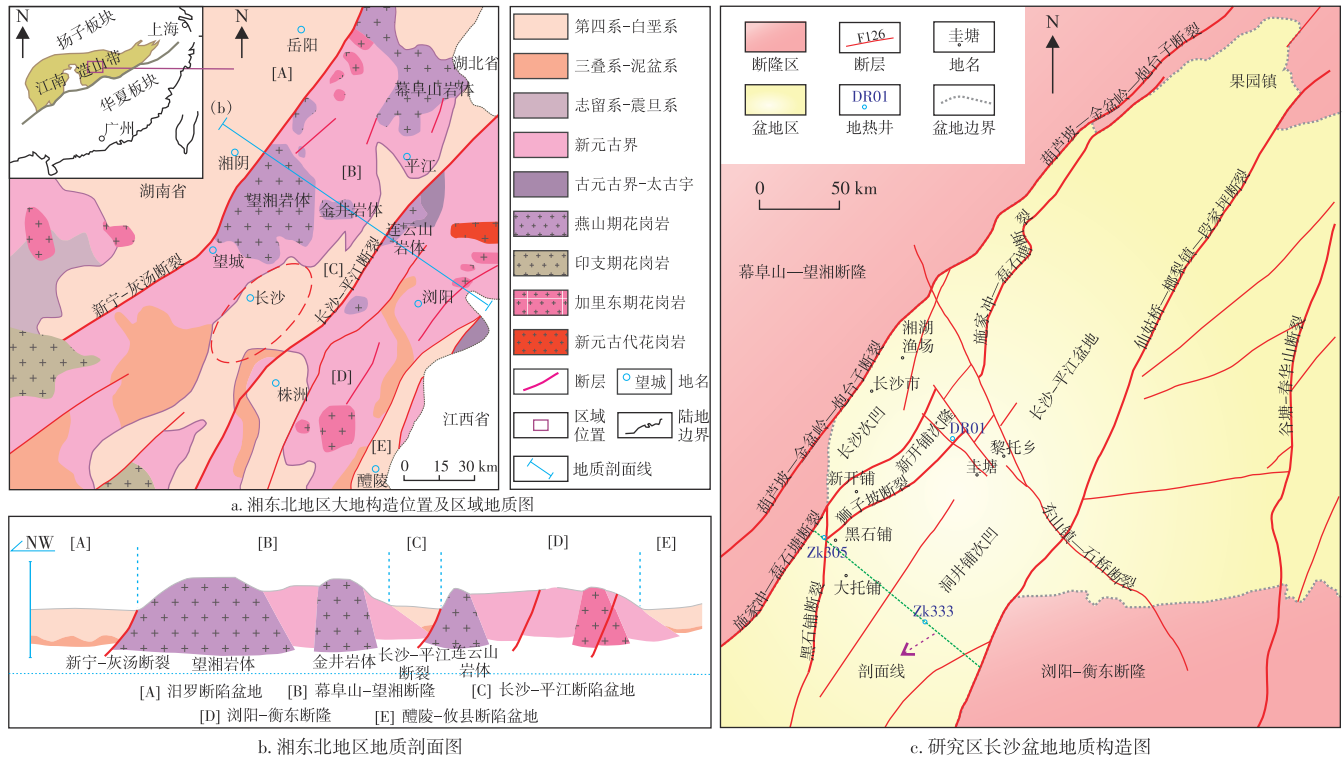 N
扬子板块
上海
江南
造山带
华夏板块
广州
N
岳阳
[A]
湖北省
幕阜山
岩体
(b)
湘阴
[B]
平江
湖南省
望湘岩体
金井岩体
连云山
岩体
望城
[C]
新宁-灰汤断裂
长沙
长沙-平江断裂
浏阳
株洲
[D]
江西省
[E]
醴陵
0 15 30 km
第四系-白垩系
三叠系-泥盆系
志留系-震旦系
新元古界
古元古界-太古宇
燕山期花岗岩
印支期花岗岩
加里东期花岗岩
新元古代花岗岩
断层
望城
地名
区域
位置
陆地
边界
地质剖面线
a. 湘东北地区大地构造位置及区域地质图
NW
[A]
[B]
[C]
[D]
[E]
新宁-灰汤断裂
望湘岩体
金井岩体
长沙-平江
断裂
连云山
岩体
[A] 汨罗断陷盆地
[B] 幕阜山-望湘断隆
[C] 长沙-平江断陷盆地
[D] 浏阳-衡东断隆
[E] 醴陵-攸县断陷盆地
b. 湘东北地区地质剖面图
断隆区
F126
断层
圭塘
地名
盆地区
DR01
地热井
盆地边界
N
果园镇
0 50 km
葫芦坡—金盆岭—炮台子断裂
幕阜山—望湘断隆
施家冲—磊石塘断裂
仙姑桥—㮾梨镇—段家坪断裂
谷塘-春华山断裂
湘湖
渔场
长沙市
长沙-平江盆地
葫芦坡—金盆岭—炮台子断裂
长沙次凹
新开铺次隆
DR01
黎托乡
圭塘
新开铺
狮子坡断裂
东山镇—石桥断裂
施家冲—磊石塘断裂
黑石铺
Zk305
大托铺
洞井铺次凹
黑石铺断裂
Zk333
剖面线
浏阳-衡东断隆
c. 研究区长沙盆地地质构造图